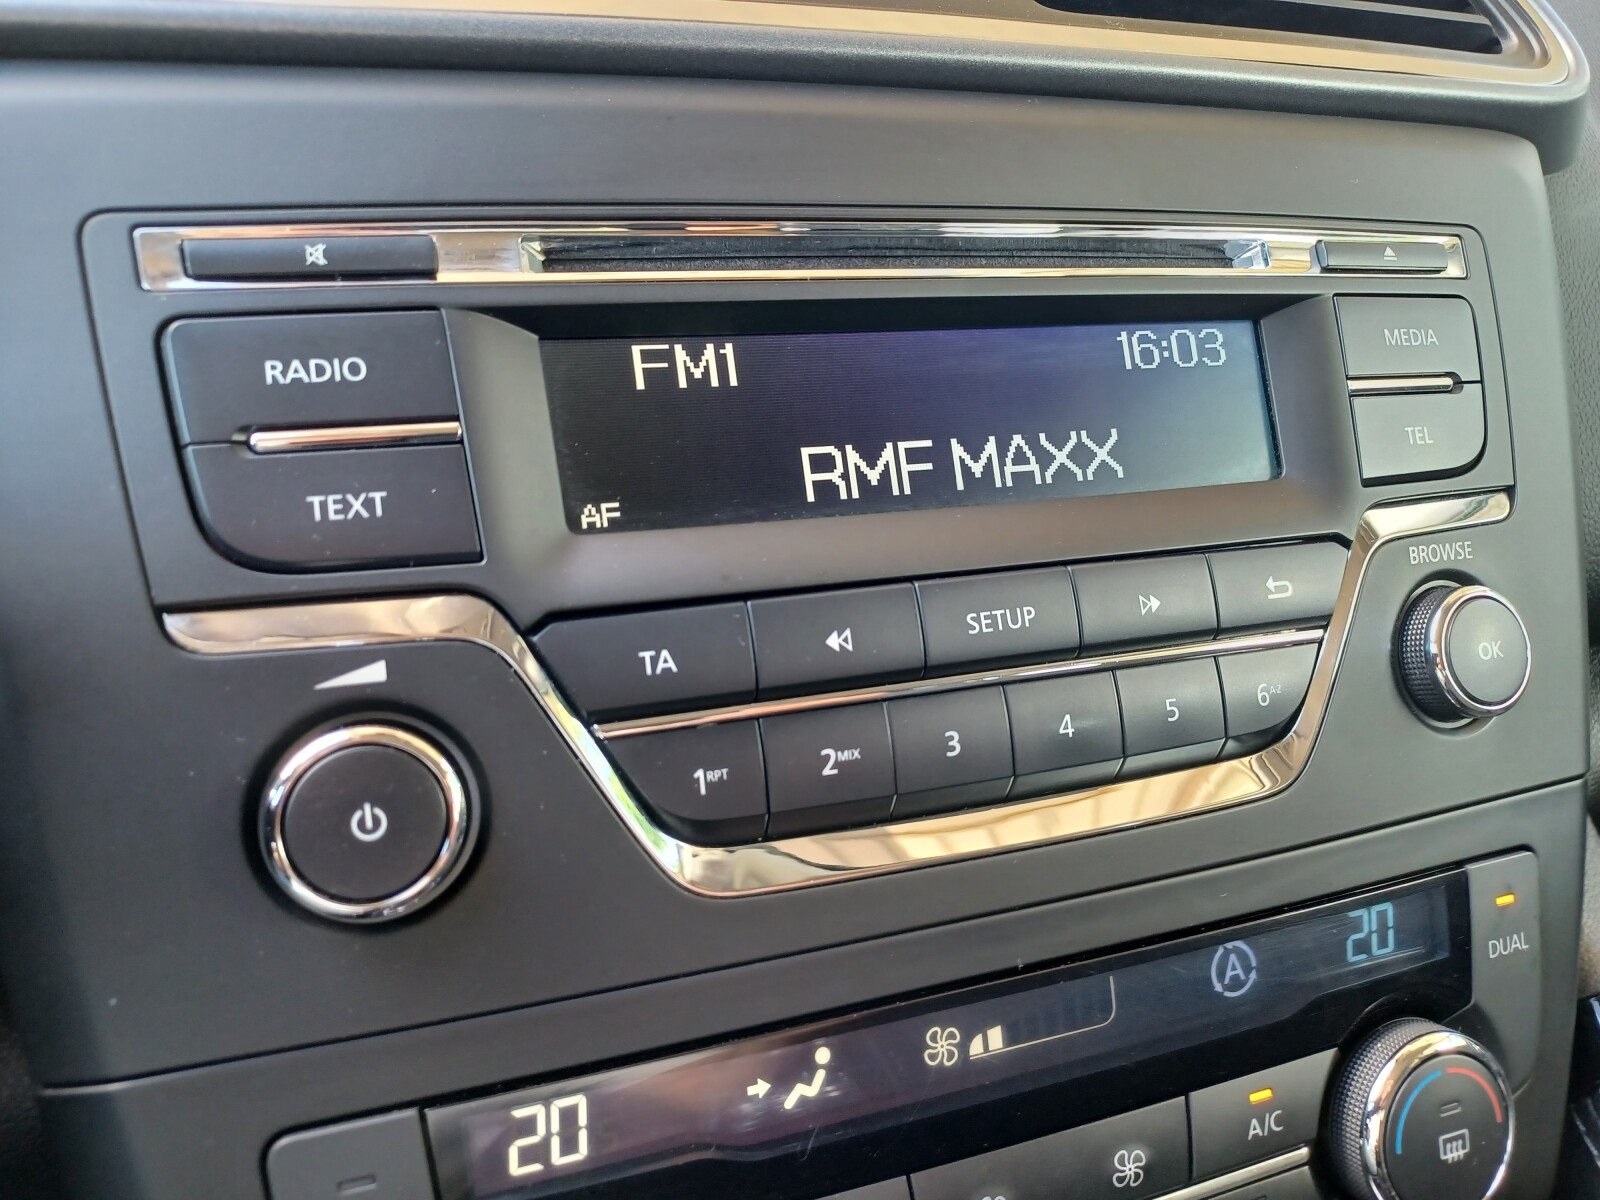 RADIO
TEXT
FM1 16:03
RMF MAXX
AF
MEDIA
TEL
BROWSE
OK
TA SETUP
1RPT 2MIX 3 4 5 6A-Z
20 A 20
DUAL
A/C